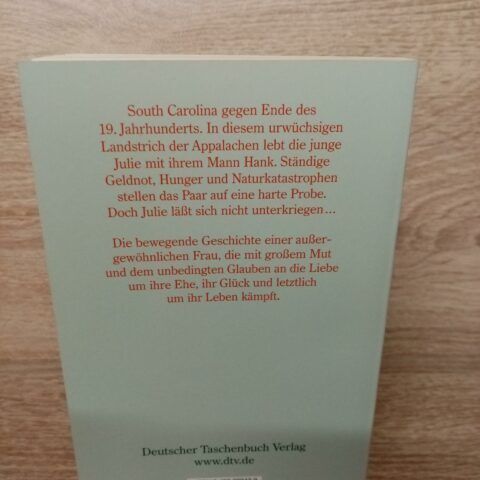 South Carolina gegen Ende des
19. Jahrhunderts. In diesem urwüchsigen
Landstrich der Appalachen lebt die junge
Julie mit ihrem Mann Hank. Ständige
Geldnot, Hunger und Naturkatastrophen
stellen das Paar auf eine harte Probe.
Doch Julie läßt sich nicht unterkriegen ...
Die bewegende Geschichte einer außer-
gewöhnlichen Frau, die mit großem Mut
und dem unbedingten Glauben an die Liebe
um ihre Ehe, ihr Glück und letztlich
um ihr Leben kämpft.
Deutscher Taschenbuch Verlag
www.dtv.de